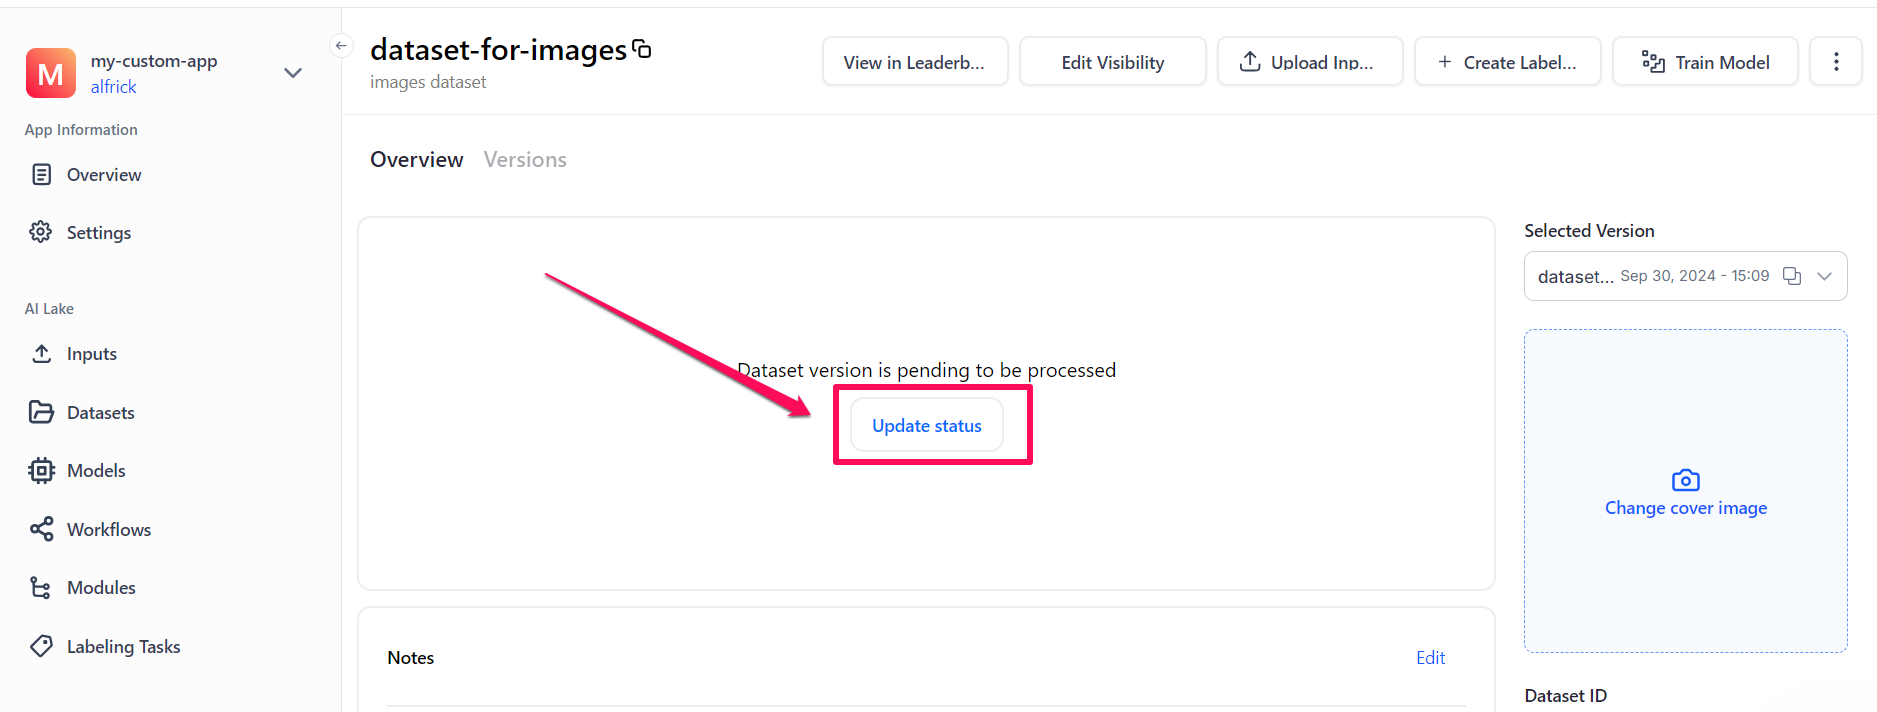 M
my-custom-app
alfrick
App Information
Overview
Settings
AI Lake
Inputs
Datasets
Models
Workflows
Modules
Labeling Tasks
dataset-for-images
images dataset
View in Leaderb...
Edit Visibility
Upload Inp...
+ Create Label...
Train Model
Overview Versions
Dataset version is pending to be processed
Update status
Notes
Edit
Selected Version
dataset... Sep 30, 2024 - 15:09
Change cover image
Dataset ID